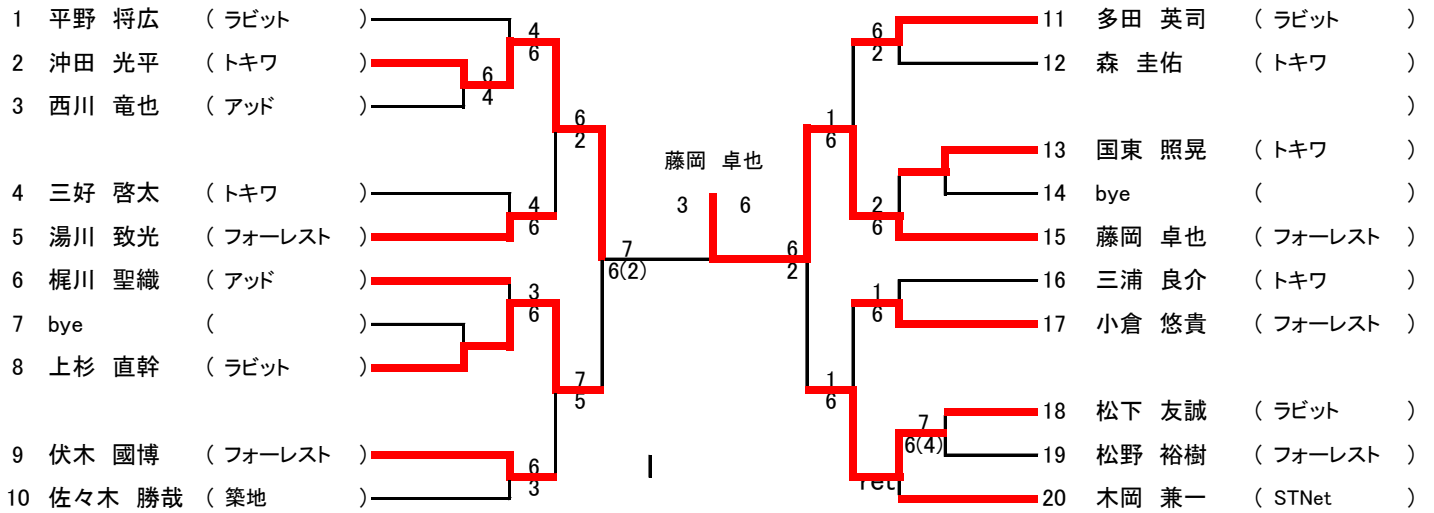 1 平野 将広 ( ラビット )
2 沖田 光平 ( トキワ )
3 西川 竜也 ( アッド )
4 三好 啓太 ( トキワ )
5 湯川 致光 ( フォーレスト )
6 梶川 聖織 ( アッド )
7 bye ( )
8 上杉 直幹 ( ラビット )
9 伏木 國博 ( フォーレスト )
10 佐々木 勝哉 ( 築地 )
4
6
6
4
4
6
3
6
6
3
6
2
7
5
7
6(2)
藤岡 卓也
3 6
6
2
1
6
1
6
6
2
2
6
1
6
7
6(4)
ret
11 多田 英司 ( ラビット )
12 森 圭佑 ( トキワ )
)
13 国東 照晃 ( トキワ )
14 bye ( )
15 藤岡 卓也 ( フォーレスト )
16 三浦 良介 ( トキワ )
17 小倉 悠貴 ( フォーレスト )
18 松下 友誠 ( ラビット )
19 松野 裕樹 ( フォーレスト )
20 木岡 兼一 ( STNet )